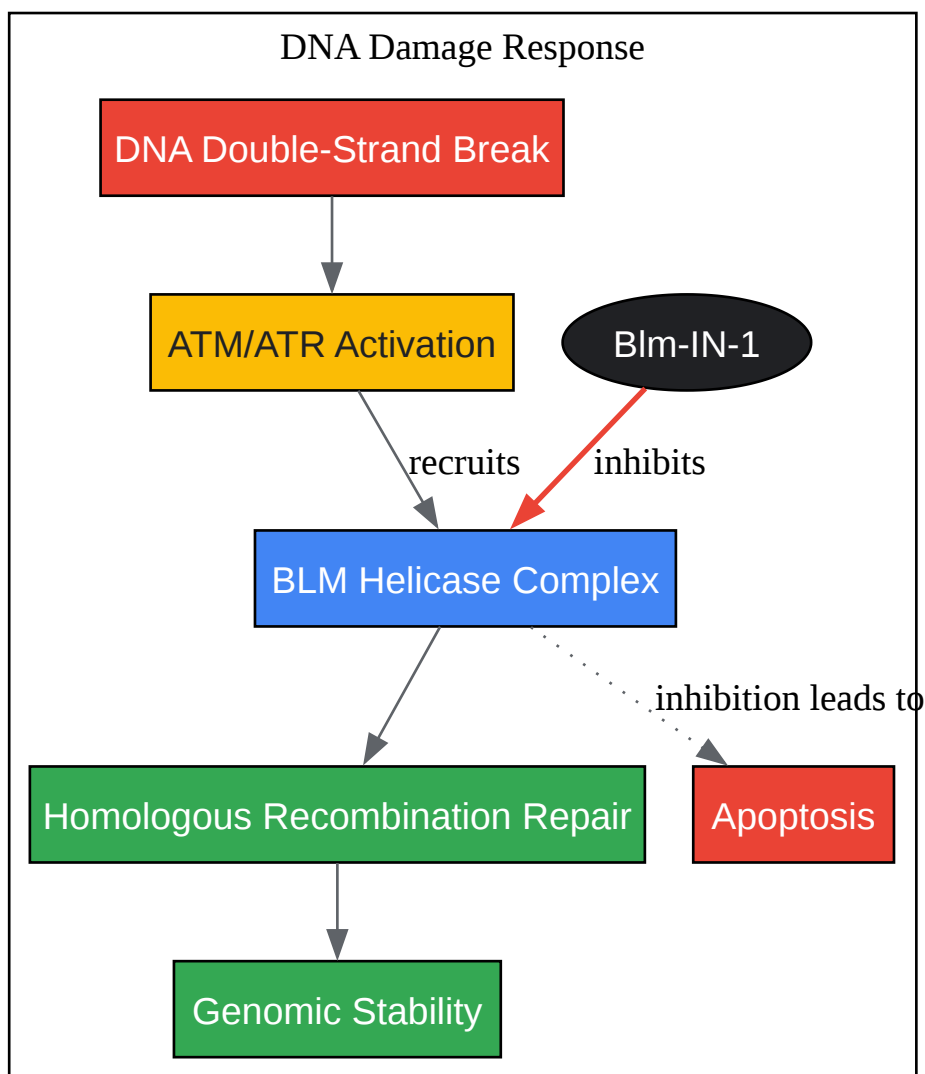 DNA Damage Response
DNA Double-Strand Break
ATM/ATR Activation
Blm-IN-1
recruits
inhibits
BLM Helicase Complex
inhibition leads to
Homologous Recombination Repair
Apoptosis
Genomic Stability